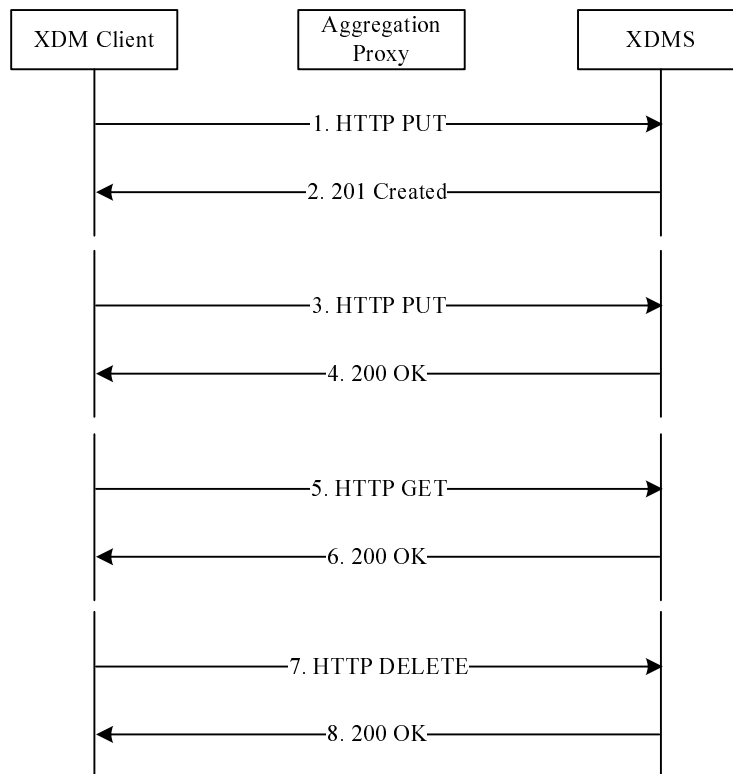 XDM Client
Aggregation
Proxy
XDMS
1. HTTP PUT
2. 201 Created
3. HTTP PUT
4. 200 OK
5. HTTP GET
6. 200 OK
7. HTTP DELETE
8. 200 OK